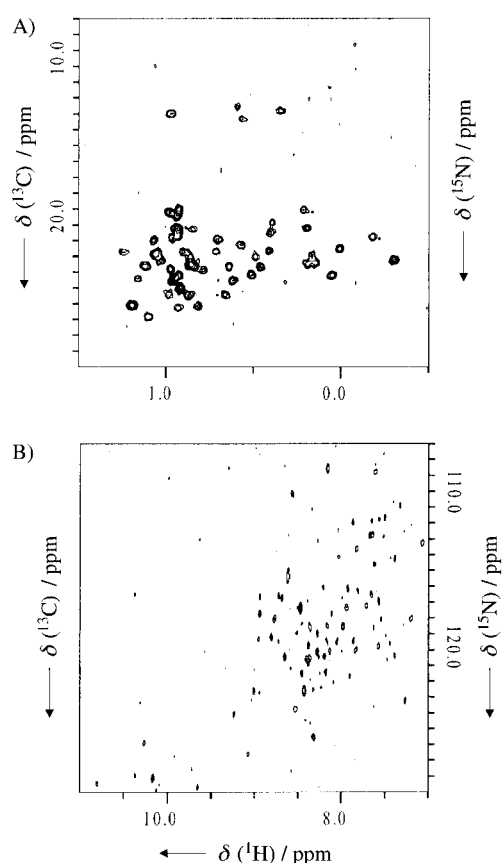 A)
10.0
20.0
← δ (¹³C) / ppm
← δ (¹⁵N) / ppm
1.0 0.0
B)
110.0
120.0
← δ (¹³C) / ppm
← δ (¹⁵N) / ppm
10.0 8.0
← δ (¹H) / ppm